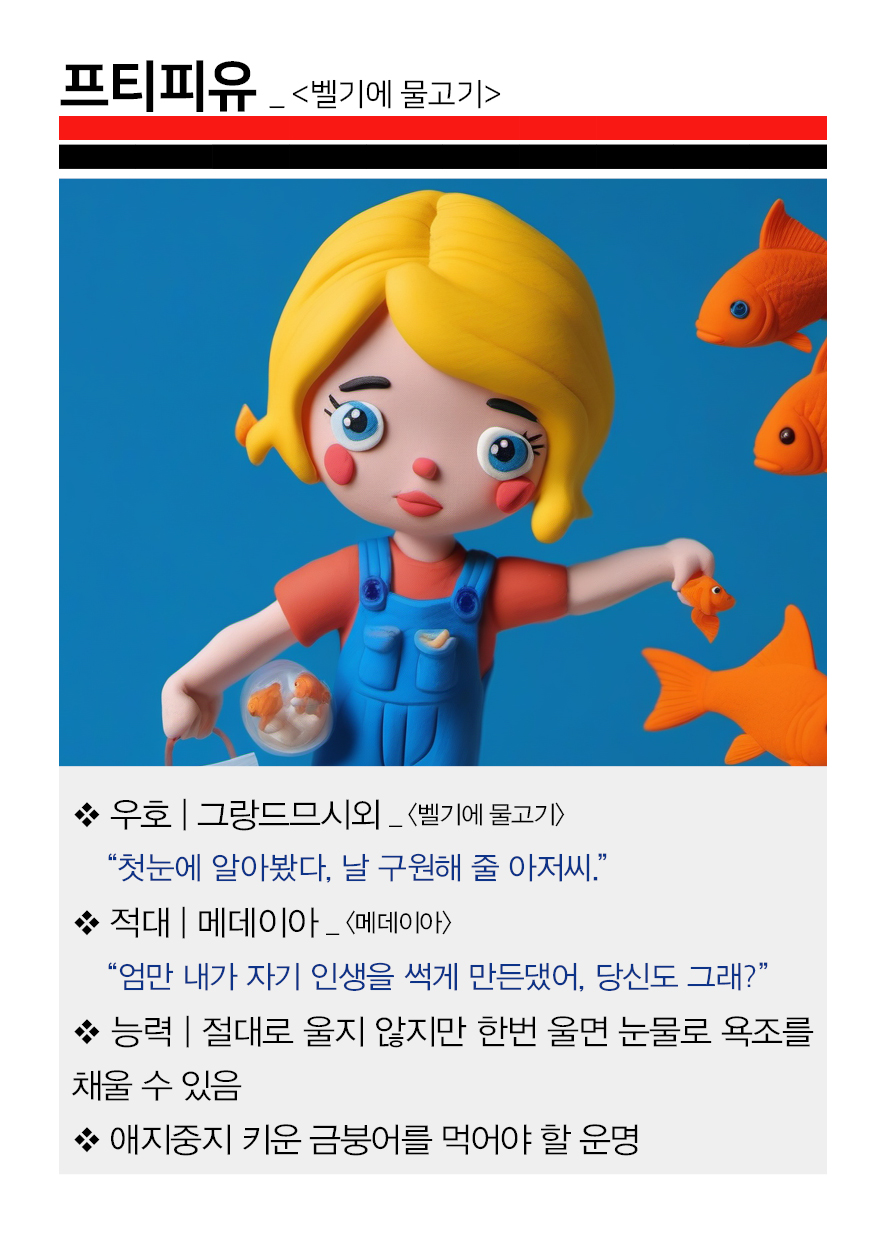 프티피유 _ <벨기에 물고기>
❖ 우호 | 그랑드므시외 _〈벨기에 물고기〉
“첫눈에 알아봤다, 날 구원해 줄 아저씨.”
❖ 적대 | 메데이아 _〈메데이아〉
“엄만 내가 자기 인생을 썩게 만든댔어, 당신도 그래?”
❖ 능력 | 절대로 울지 않지만 한번 울면 눈물로 욕조를
채울 수 있음
❖ 애지중지 키운 금붕어를 먹어야 할 운명